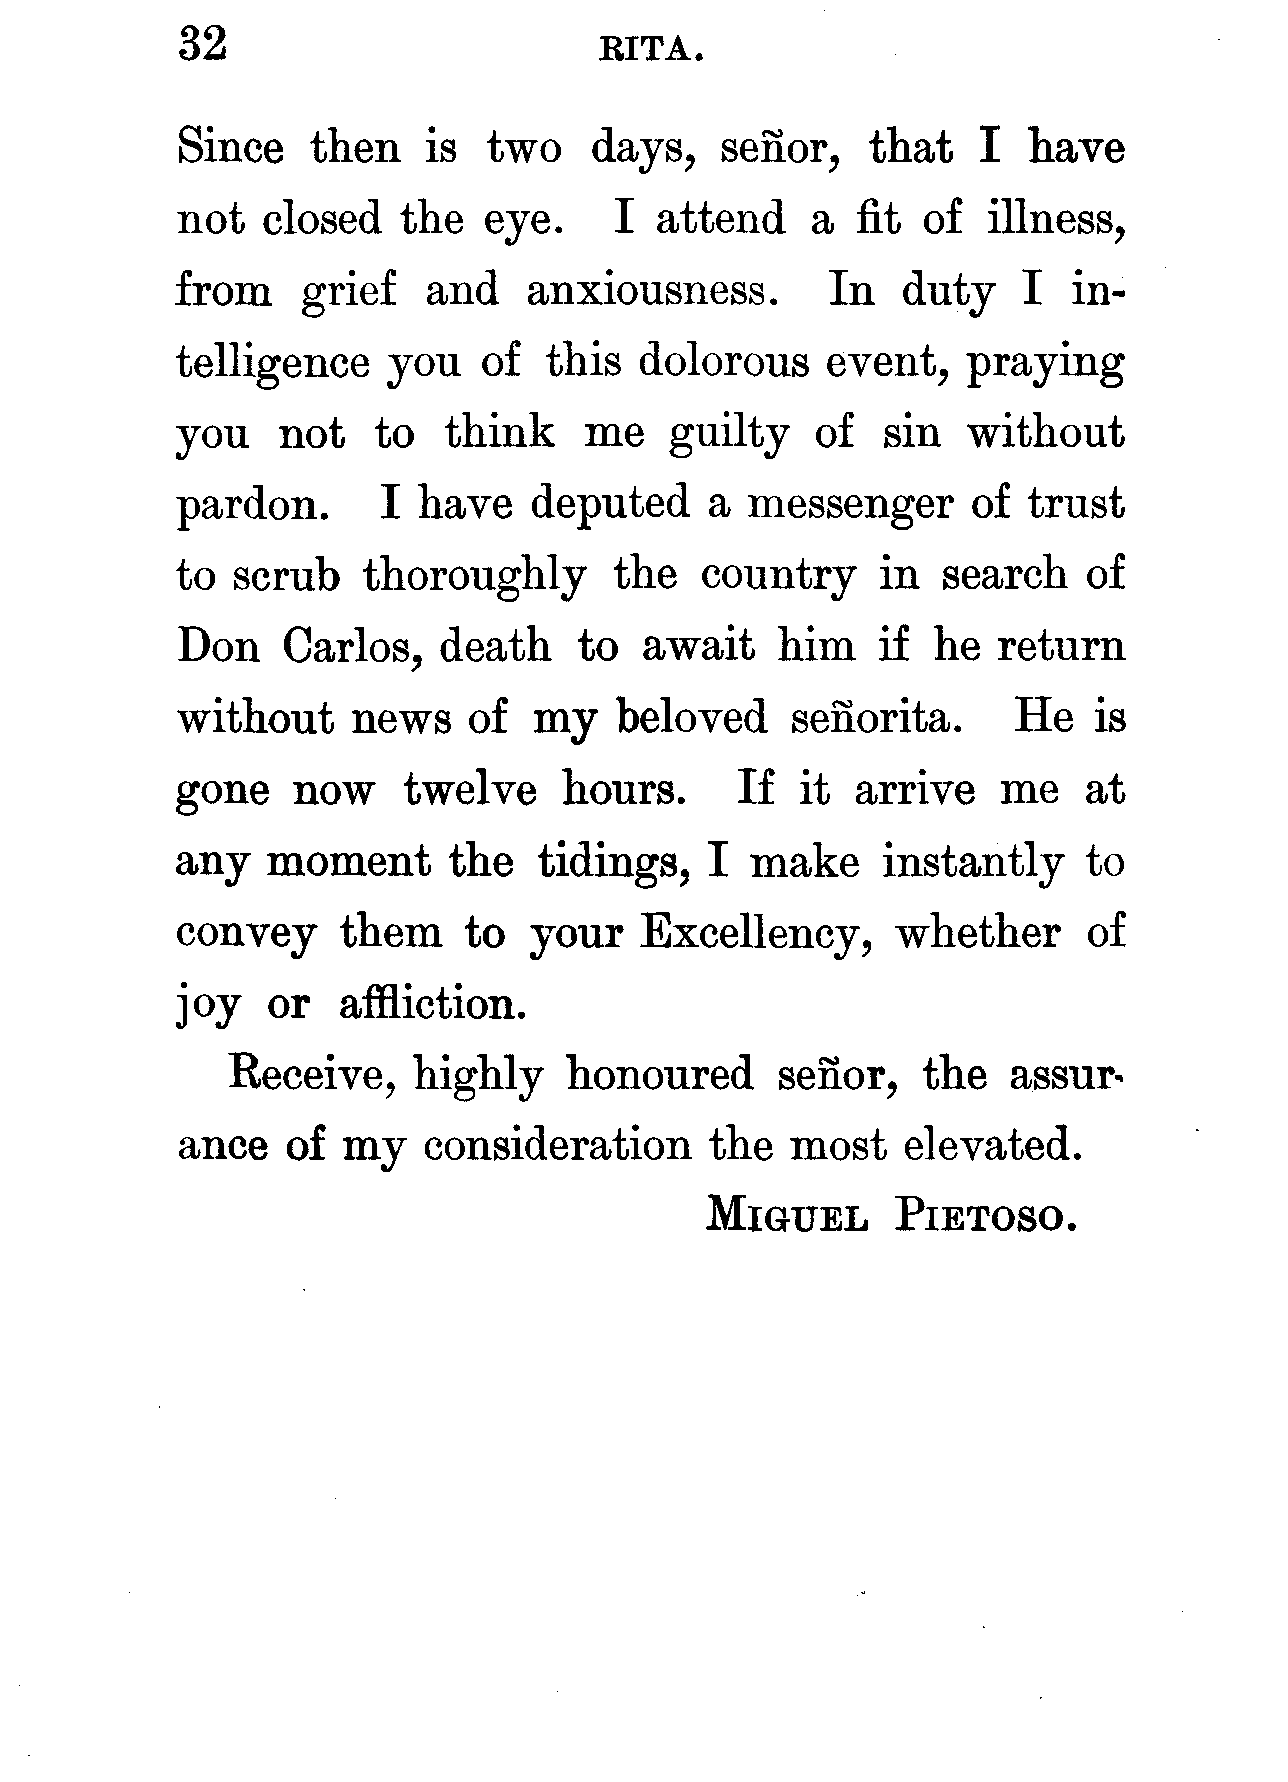 32 RITA.
Since then is two days, señor, that I have
not closed the eye. I attend a fit of illness,
from grief and anxiousness. In duty I in-
telligence you of this dolorous event, praying
you not to think me guilty of sin without
pardon. I have deputed a messenger of trust
to scrub thoroughly the country in search of
Don Carlos, death to await him if he return
without news of my beloved señorita. He is
gone now twelve hours. If it arrive me at
any moment the tidings, I make instantly to
convey them to your Excellency, whether of
joy or affliction.
Receive, highly honoured señor, the assur-
ance of my consideration the most elevated.
MIGUEL PIETOSO.